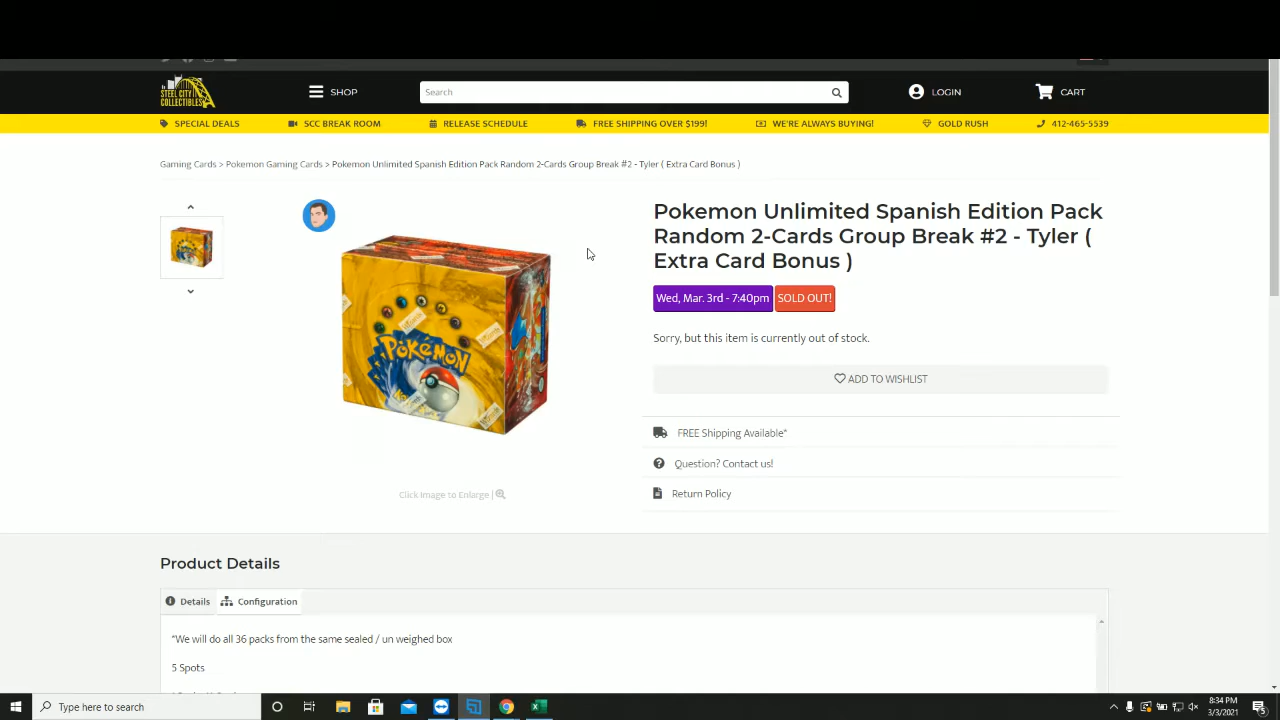 STEEL CITY
COLLECTIBLES
SHOP
Search
LOGIN
CART
SPECIAL DEALS
SCC BREAK ROOM
RELEASE SCHEDULE
FREE SHIPPING OVER $199!
WE'RE ALWAYS BUYING!
GOLD RUSH
412-465-5539
Gaming Cards > Pokemon Gaming Cards > Pokemon Unlimited Spanish Edition Pack Random 2-Cards Group Break #2 - Tyler ( Extra Card Bonus )
POKéMON
Pokemon Unlimited Spanish Edition Pack
Random 2-Cards Group Break #2 - Tyler (
Extra Card Bonus )
Wed, Mar. 3rd - 7:40pm
SOLD OUT!
Sorry, but this item is currently out of stock.
ADD TO WISHLIST
FREE Shipping Available*
Question? Contact us!
Return Policy
Click Image to Enlarge |
Product Details
Details
Configuration
*We will do all 36 packs from the same sealed / un weighed box
5 Spots
Type here to search
8:34 PM
3/3/2021